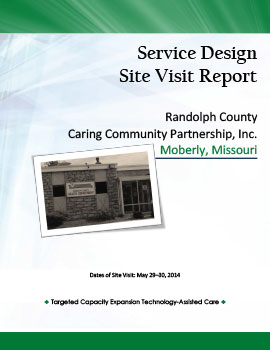 Service Design
Site Visit Report
Randolph County
Caring Community Partnership, Inc.
Moberly, Missouri
Dates of Site Visit: May 29–30, 2014
◆ Targeted Capacity Expansion Technology-Assisted Care ◆